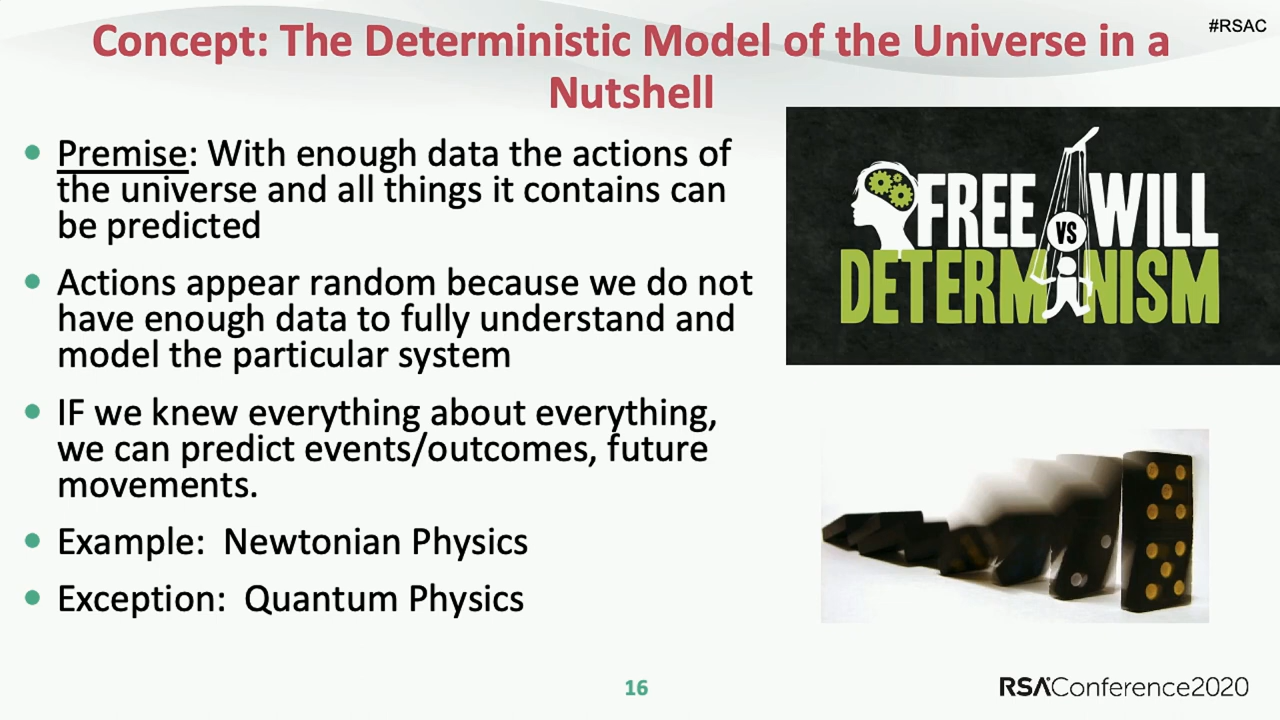 #RSAC
Concept: The Deterministic Model of the Universe in a
Nutshell
• Premise: With enough data the actions of
the universe and all things it contains can
be predicted
• Actions appear random because we do not
have enough data to fully understand and
model the particular system
• IF we knew everything about everything,
we can predict events/outcomes, future
movements.
• Example:  Newtonian Physics
• Exception:  Quantum Physics
FREE VS WILL
DETERMINISM
16
RSAConference2020